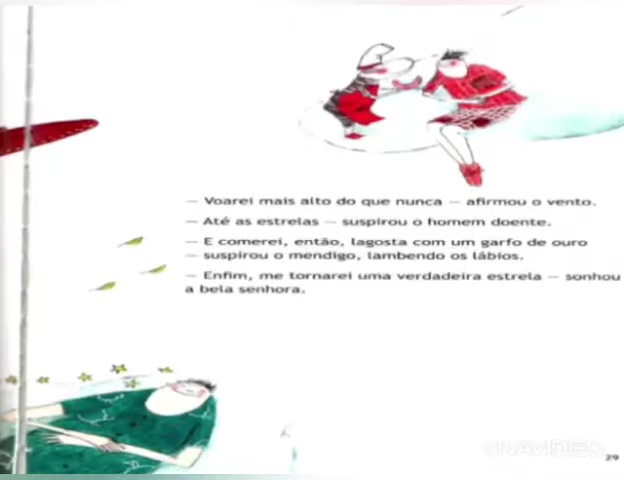 — Voarei mais alto do que nunca — afirmou o vento.
— Até as estrelas — suspirou o homem doente.
— E comerei, então, lagosta com um garfo de ouro
— suspirou o mendigo, lambendo os lábios.
— Enfim, me tornarei uma verdadeira estrela — sonhou
a bela senhora.
VIVAVIDEO
29